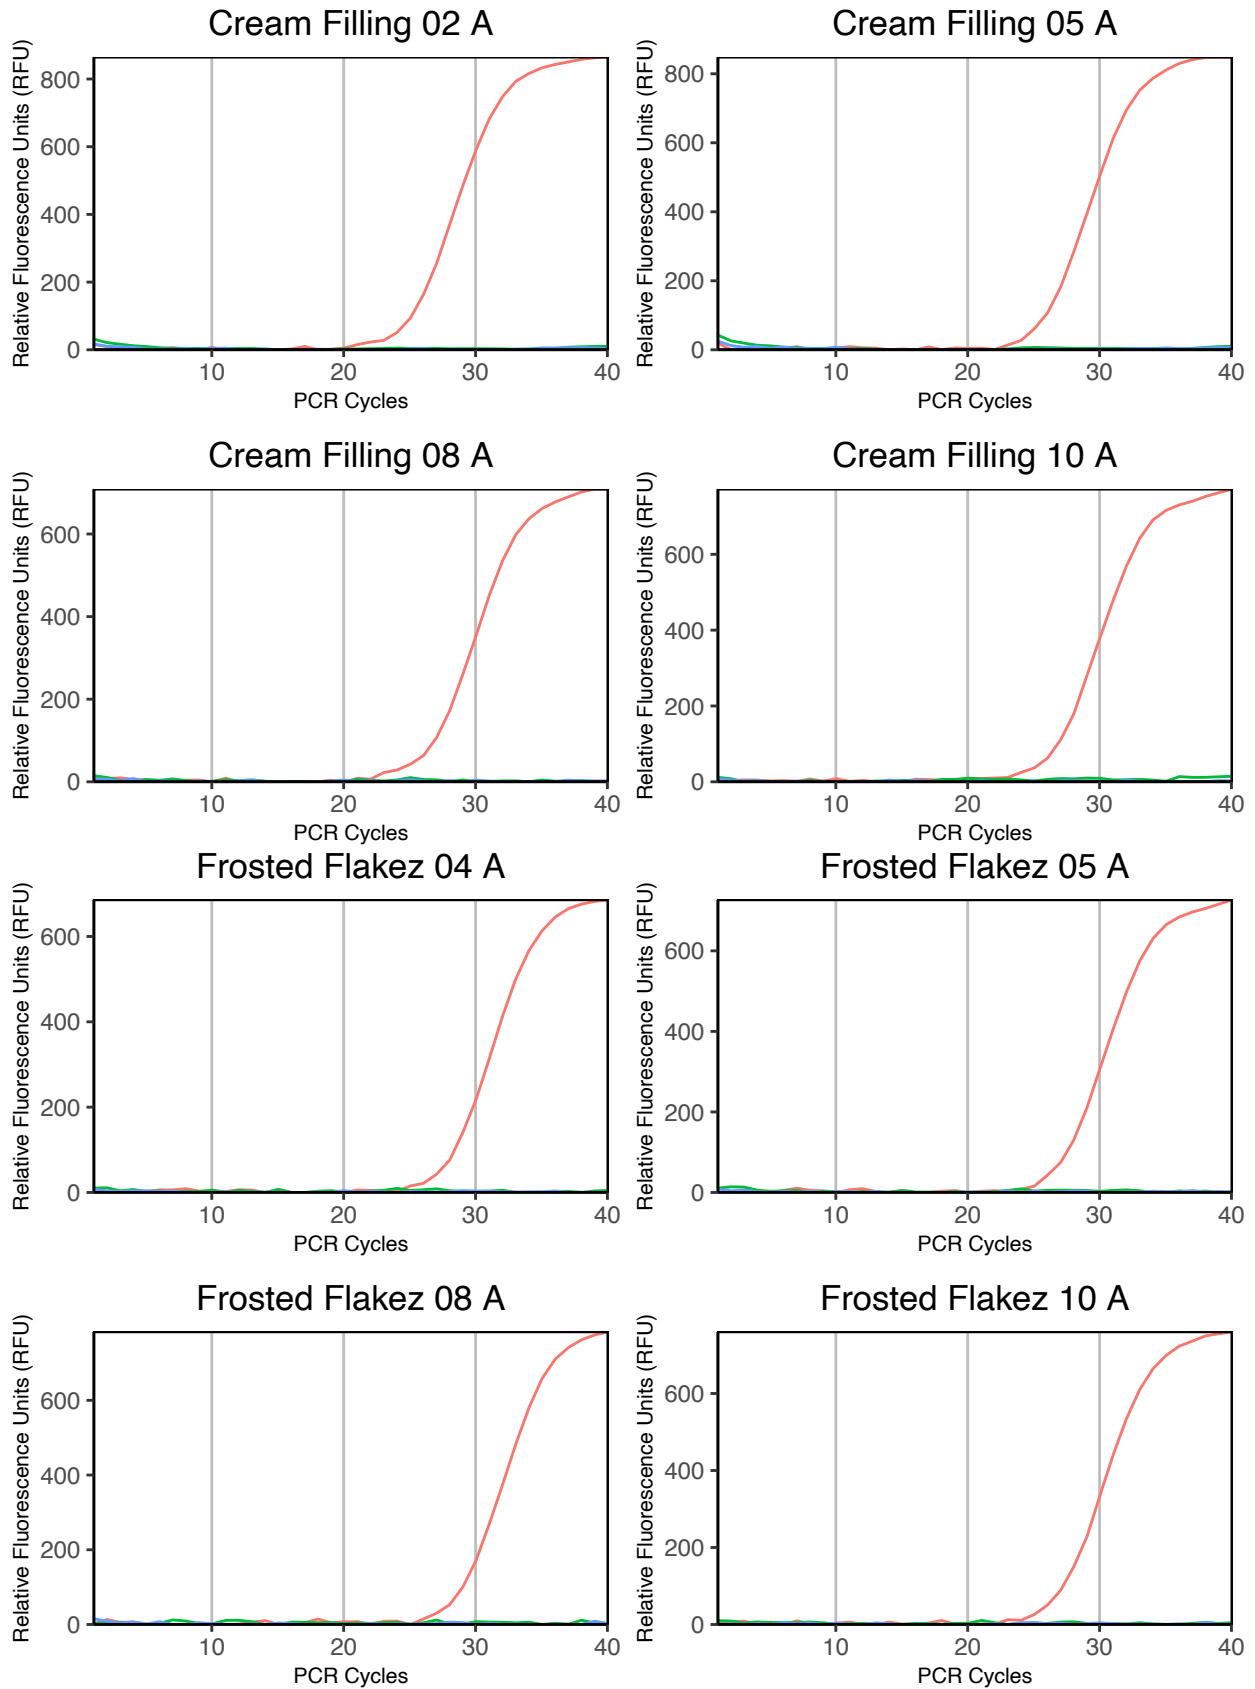 Cream Filling 02 A
Relative Fluorescence Units (RFU)
800
600
400
200
0
10 20 30 40
PCR Cycles
Cream Filling 05 A
Relative Fluorescence Units (RFU)
800
600
400
200
0
10 20 30 40
PCR Cycles
Cream Filling 08 A
Relative Fluorescence Units (RFU)
600
400
200
0
10 20 30 40
PCR Cycles
Cream Filling 10 A
Relative Fluorescence Units (RFU)
600
400
200
0
10 20 30 40
PCR Cycles
Frosted Flakez 04 A
Relative Fluorescence Units (RFU)
600
400
200
0
10 20 30 40
PCR Cycles
Frosted Flakez 05 A
Relative Fluorescence Units (RFU)
600
400
200
0
10 20 30 40
PCR Cycles
Frosted Flakez 08 A
Relative Fluorescence Units (RFU)
600
400
200
0
10 20 30 40
PCR Cycles
Frosted Flakez 10 A
Relative Fluorescence Units (RFU)
600
400
200
0
10 20 30 40
PCR Cycles